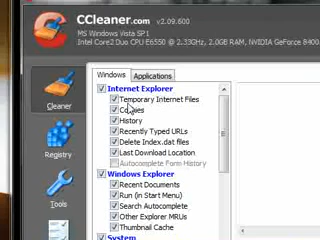 CCleaner.com v2.09.600
MS Windows Vista SP1
Intel Core2 Duo CPU E6550 @ 2.33GHz, 2.0GB RAM, NVIDIA GeForce 8400
Windows Applications
Cleaner
Registry
Tools
Internet Explorer
Temporary Internet Files
Cookies
History
Recently Typed URLs
Delete Index.dat files
Last Download Location
Autocomplete Form History
Windows Explorer
Recent Documents
Run (in Start Menu)
Search Autocomplete
Other Explorer MRUs
Thumbnail Cache
System